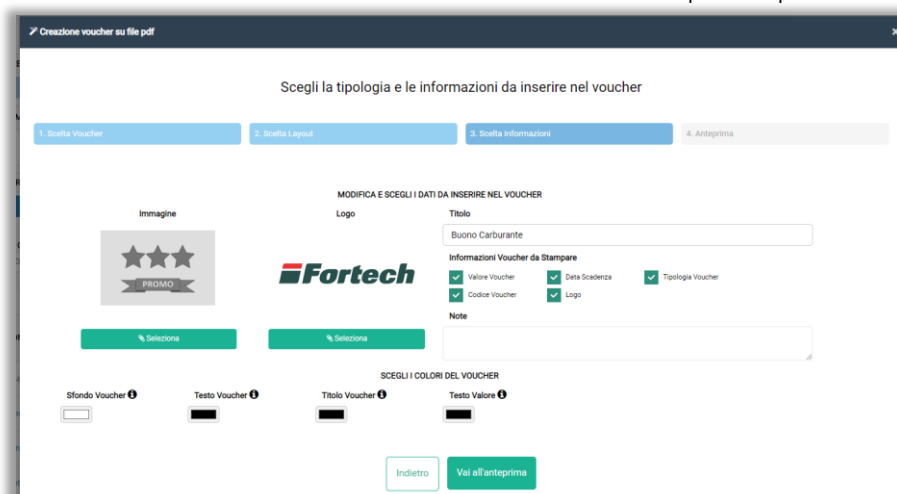 Creazione voucher su file pdf
Scegli la tipologia e le informazioni da inserire nel voucher
1. Scelta Voucher
2. Scelta Layout
3. Scelta Informazioni
4. Anteprima
MODIFICA E SCEGLI I DATI DA INSERIRE NEL VOUCHER
Immagine
Logo
Titolo
PROMO
Fortech
Buono Carburante
Informazioni Voucher da Stampare
Valore Voucher
Data Scadenza
Tipologia Voucher
Codice Voucher
Logo
Note
Seleziona
Seleziona
SCEGLI I COLORI DEL VOUCHER
Sfondo Voucher
Testo Voucher
Titolo Voucher
Testo Valore
Indietro
Vai all'anteprima